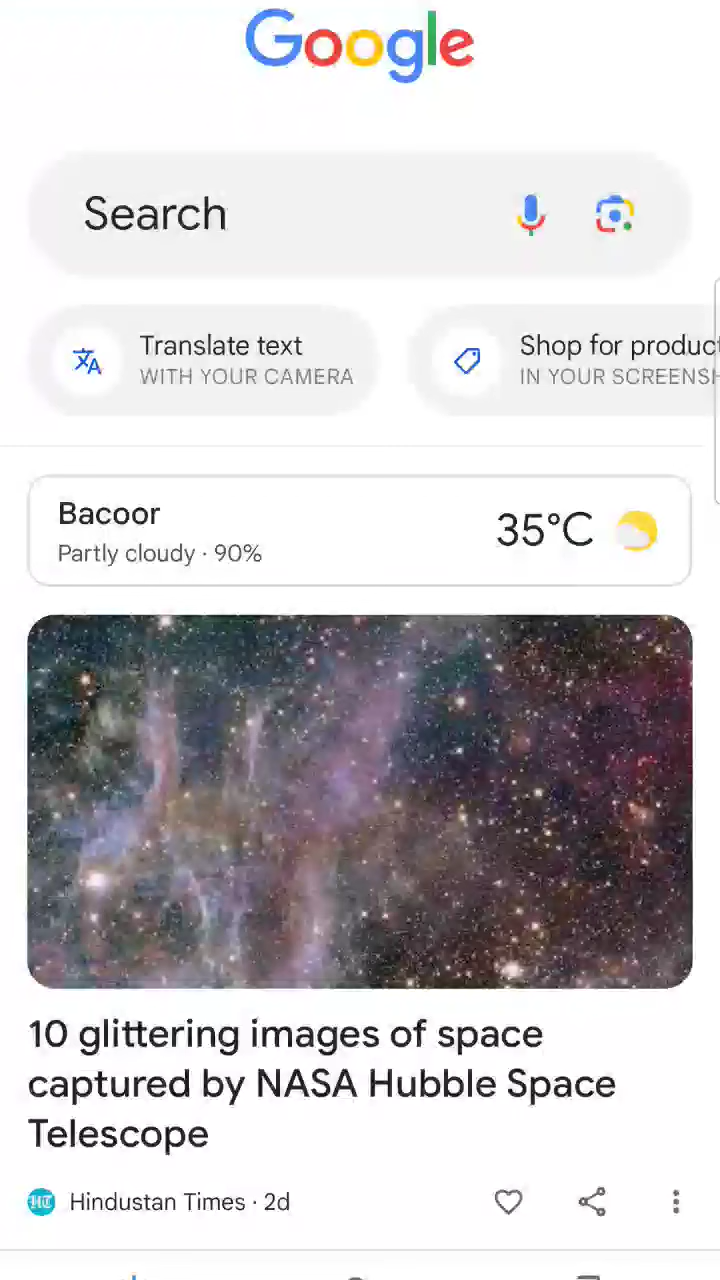 Google
Search
Translate text
WITH YOUR CAMERA
Shop for product
IN YOUR SCREENSH
Bacoor
Partly cloudy · 90%
35°C
10 glittering images of space
captured by NASA Hubble Space
Telescope
HT Hindustan Times · 2d